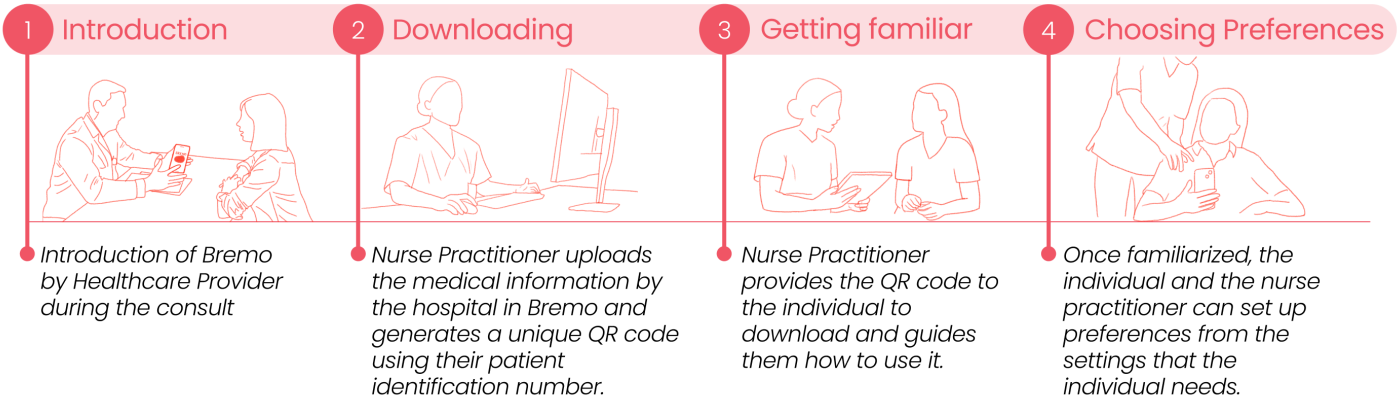 1 Introduction
2 Downloading
3 Getting familiar
4 Choosing Preferences
Introduction of Bremo
by Healthcare Provider
during the consult
Nurse Practitioner uploads
the medical information by
the hospital in Bremo and
generates a unique QR code
using their patient
identification number.
Nurse Practitioner
provides the QR code to
the individual to
download and guides
them how to use it.
Once familiarized, the
individual and the nurse
practitioner can set up
preferences from the
settings that the
individual needs.